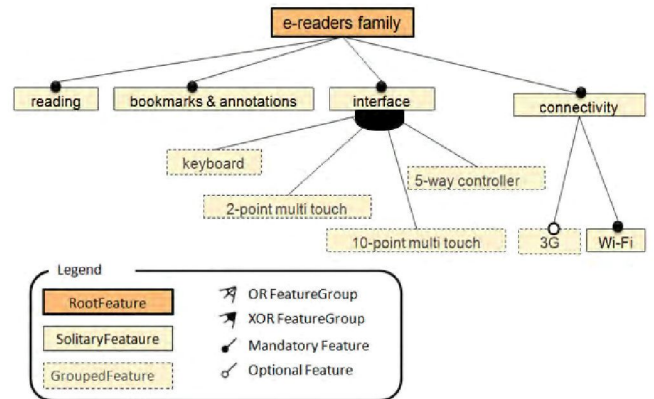 e-readers family
reading
bookmarks & annotations
interface
connectivity
keyboard
5-way controller
2-point multi touch
10-point multi touch
3G
Wi-Fi
Legend
RootFeature
SolitaryFeataure
GroupedFeature
OR FeatureGroup
XOR FeatureGroup
Mandatory Feature
Optional Feature